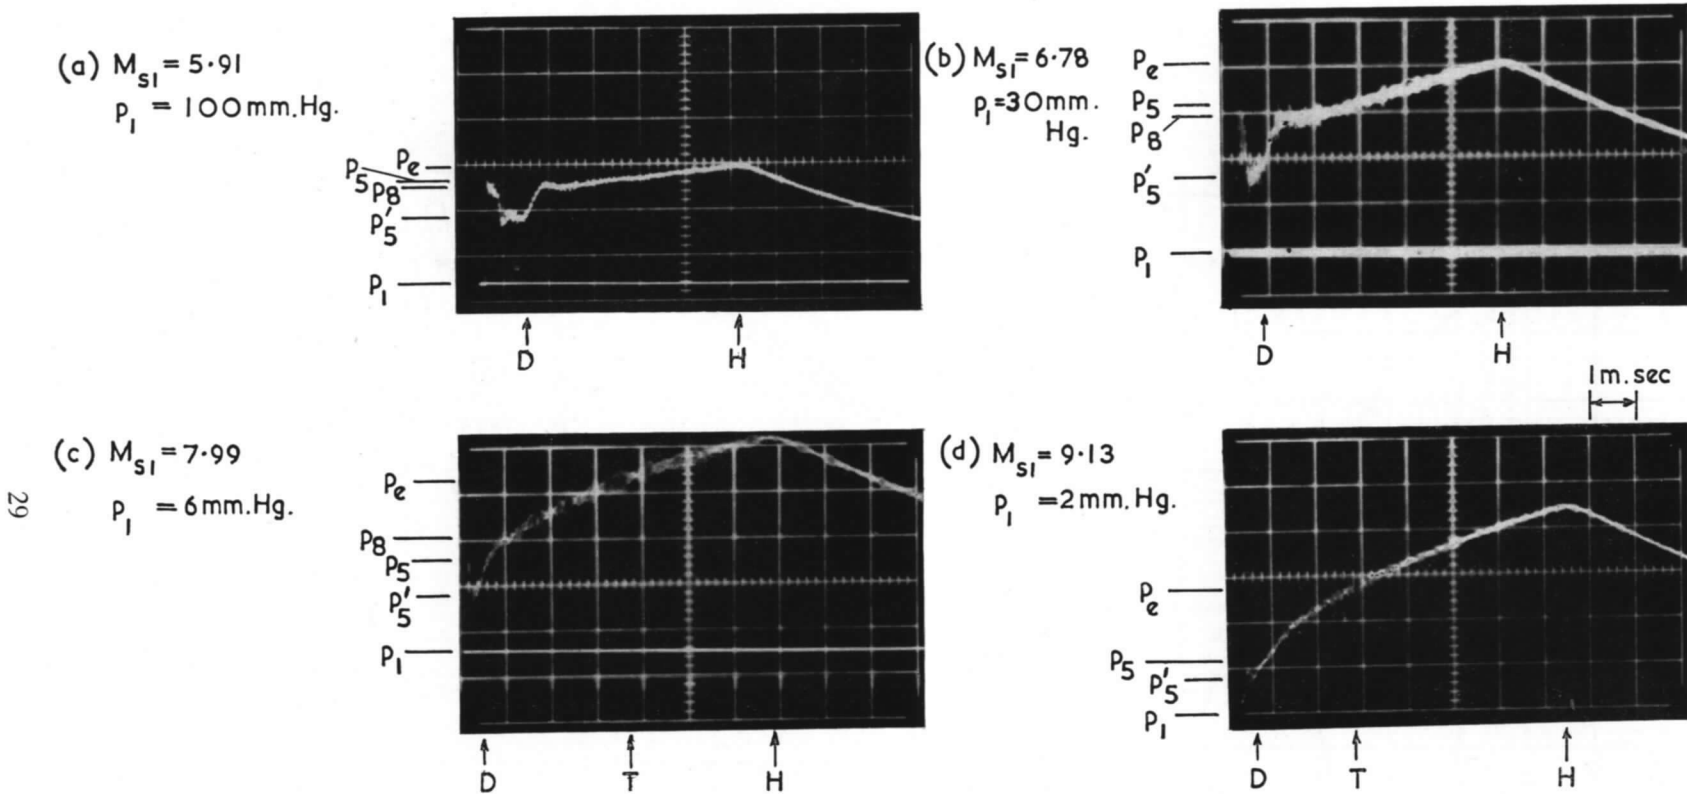 (a) M_S1 = 5·91
p_1 = 100 mm.Hg.
p_e
p_5
p_8
p'_5
p_1
D H
(b) M_S1 = 6·78
p_1 = 30 mm.
Hg.
p_e
p_5
p_8
p'_5
p_1
D H
1 m.sec
(c) M_S1 = 7·99
p_1 = 6 mm.Hg.
p_e
p_8
p_5
p'_5
p_1
D T H
(d) M_S1 = 9·13
p_1 = 2 mm.Hg.
p_e
p_5
p'_5
p_1
D T H
29